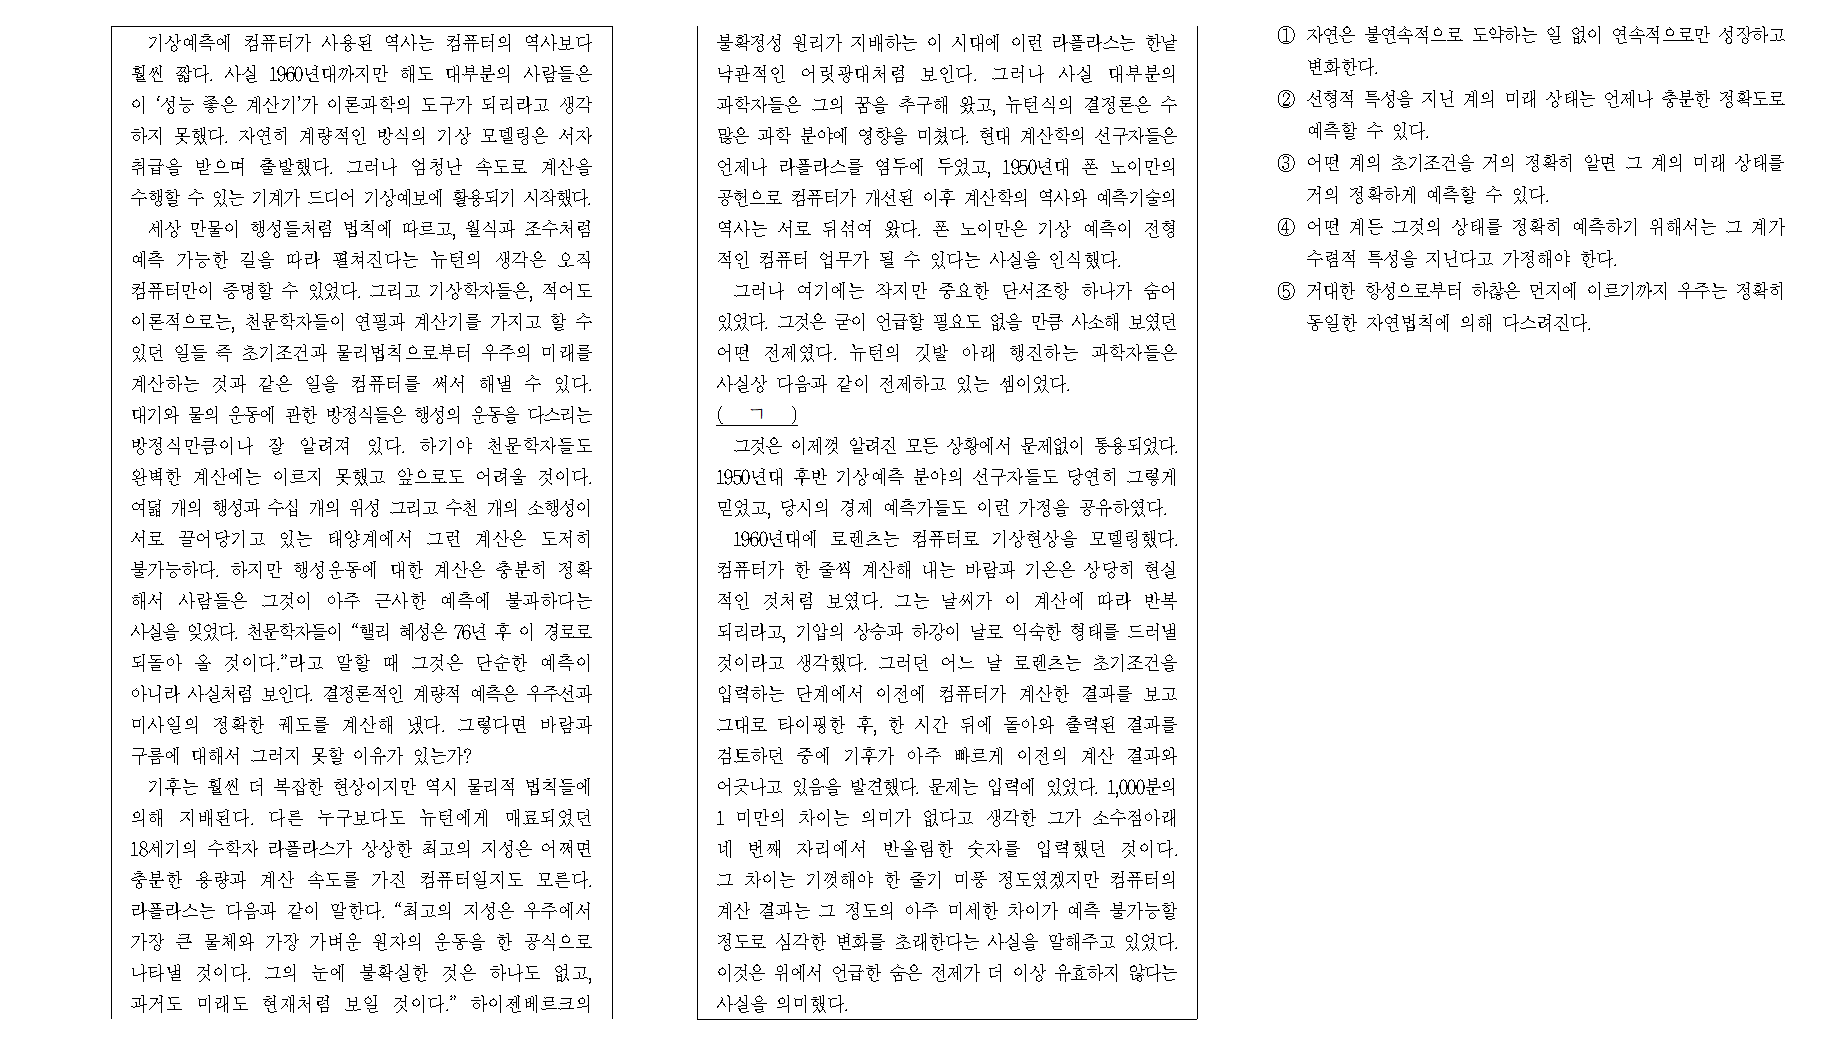 기상예측에 컴퓨터가 사용된 역사는 컴퓨터의 역사보다
훨씬 짧다. 사실 1960년대까지만 해도 대부분의 사람들은
이 ‘성능 좋은 계산기’가 이론과학의 도구가 되리라고 생각
하지 못했다. 자연히 계량적인 방식의 기상 모델링은 서자
취급을 받으며 출발했다. 그러나 엄청난 속도로 계산을
수행할 수 있는 기계가 드디어 기상예보에 활용되기 시작했다.
세상 만물이 행성들처럼 법칙에 따르고, 월식과 조수처럼
예측 가능한 길을 따라 펼쳐진다는 뉴턴의 생각은 오직
컴퓨터만이 증명할 수 있었다. 그리고 기상학자들은, 적어도
이론적으로는, 천문학자들이 연필과 계산기를 가지고 할 수
있던 일들 즉 초기조건과 물리법칙으로부터 우주의 미래를
계산하는 것과 같은 일을 컴퓨터를 써서 해낼 수 있다.
대기와 물의 운동에 관한 방정식들은 행성의 운동을 다스리는
방정식만큼이나 잘 알려져 있다. 하기야 천문학자들도
완벽한 계산에는 이르지 못했고 앞으로도 어려울 것이다.
여덟 개의 행성과 수십 개의 위성 그리고 수천 개의 소행성이
서로 끌어당기고 있는 태양계에서 그런 계산은 도저히
불가능하다. 하지만 행성운동에 대한 계산은 충분히 정확
해서 사람들은 그것이 아주 근사한 예측에 불과하다는
사실을 잊었다. 천문학자들이 “핼리 혜성은 76년 후 이 경로로
되돌아 올 것이다.”라고 말할 때 그것은 단순한 예측이
아니라 사실처럼 보인다. 결정론적인 계량적 예측은 우주선과
미사일의 정확한 궤도를 계산해 냈다. 그렇다면 바람과
구름에 대해서 그러지 못할 이유가 있는가?
기후는 훨씬 더 복잡한 현상이지만 역시 물리적 법칙들에
의해 지배된다. 다른 누구보다도 뉴턴에게 매료되었던
18세기의 수학자 라플라스가 상상한 최고의 지성은 어쩌면
충분한 용량과 계산 속도를 가진 컴퓨터일지도 모른다.
라플라스는 다음과 같이 말한다. “최고의 지성은 우주에서
가장 큰 물체와 가장 가벼운 원자의 운동을 한 공식으로
나타낼 것이다. 그의 눈에 불확실한 것은 하나도 없고,
과거도 미래도 현재처럼 보일 것이다.” 하이젠베르크의
불확정성 원리가 지배하는 이 시대에 이런 라플라스는 한낱
낙관적인 어릿광대처럼 보인다. 그러나 사실 대부분의
과학자들은 그의 꿈을 추구해 왔고, 뉴턴식의 결정론은 수
많은 과학 분야에 영향을 미쳤다. 현대 계산학의 선구자들은
언제나 라플라스를 염두에 두었고, 1950년대 폰 노이만의
공헌으로 컴퓨터가 개선된 이후 계산학의 역사와 예측기술의
역사는 서로 뒤섞여 왔다. 폰 노이만은 기상 예측이 전형
적인 컴퓨터 업무가 될 수 있다는 사실을 인식했다.
그러나 여기에는 작지만 중요한 단서조항 하나가 숨어
있었다. 그것은 굳이 언급할 필요도 없을 만큼 사소해 보였던
어떤 전제였다. 뉴턴의 깃발 아래 행진하는 과학자들은
사실상 다음과 같이 전제하고 있는 셈이었다.
( ㄱ )
그것은 이제껏 알려진 모든 상황에서 문제없이 통용되었다.
1950년대 후반 기상예측 분야의 선구자들도 당연히 그렇게
믿었고, 당시의 경제 예측가들도 이런 가정을 공유하였다.
1960년대에 로렌츠는 컴퓨터로 기상현상을 모델링했다.
컴퓨터가 한 줄씩 계산해 내는 바람과 기온은 상당히 현실
적인 것처럼 보였다. 그는 날씨가 이 계산에 따라 반복
되리라고, 기압의 상승과 하강이 날로 익숙한 형태를 드러낼
것이라고 생각했다. 그러던 어느 날 로렌츠는 초기조건을
입력하는 단계에서 이전에 컴퓨터가 계산한 결과를 보고
그대로 타이핑한 후, 한 시간 뒤에 돌아와 출력된 결과를
검토하던 중에 기후가 아주 빠르게 이전의 계산 결과와
어긋나고 있음을 발견했다. 문제는 입력에 있었다. 1,000분의
1 미만의 차이는 의미가 없다고 생각한 그가 소수점아래
네 번째 자리에서 반올림한 숫자를 입력했던 것이다.
그 차이는 기껏해야 한 줄기 미풍 정도였겠지만 컴퓨터의
계산 결과는 그 정도의 아주 미세한 차이가 예측 불가능할
정도로 심각한 변화를 초래한다는 사실을 말해주고 있었다.
이것은 위에서 언급한 숨은 전제가 더 이상 유효하지 않다는
사실을 의미했다.
① 자연은 불연속적으로 도약하는 일 없이 연속적으로만 성장하고
변화한다.
② 선형적 특성을 지닌 계의 미래 상태는 언제나 충분한 정확도로
예측할 수 있다.
③ 어떤 계의 초기조건을 거의 정확히 알면 그 계의 미래 상태를
거의 정확하게 예측할 수 있다.
④ 어떤 계든 그것의 상태를 정확히 예측하기 위해서는 그 계가
수렴적 특성을 지닌다고 가정해야 한다.
⑤ 거대한 항성으로부터 하찮은 먼지에 이르기까지 우주는 정확히
동일한 자연법칙에 의해 다스려진다.